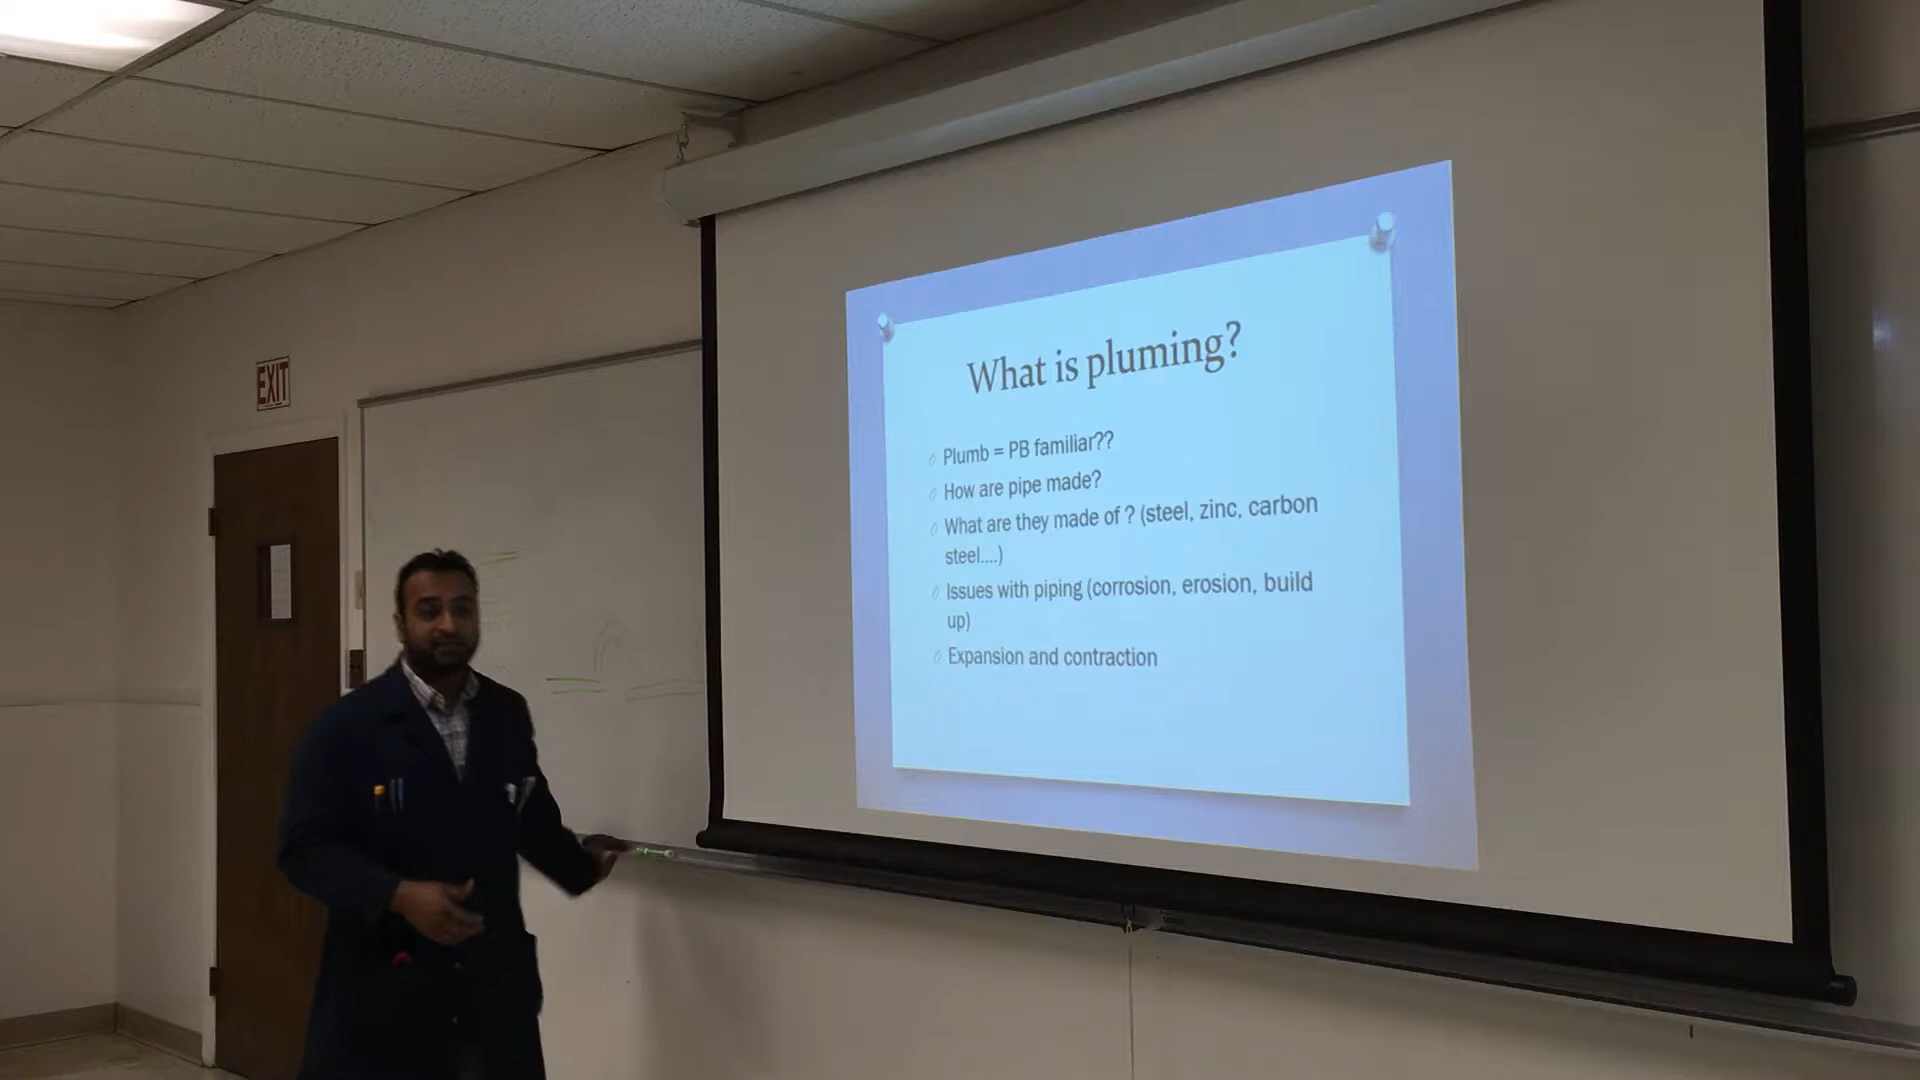 EXIT
What is pluming?
Plumb = PB familiar??
How are pipe made?
What are they made of ? (steel, zinc, carbon
steel....)
Issues with piping (corrosion, erosion, build
up)
Expansion and contraction